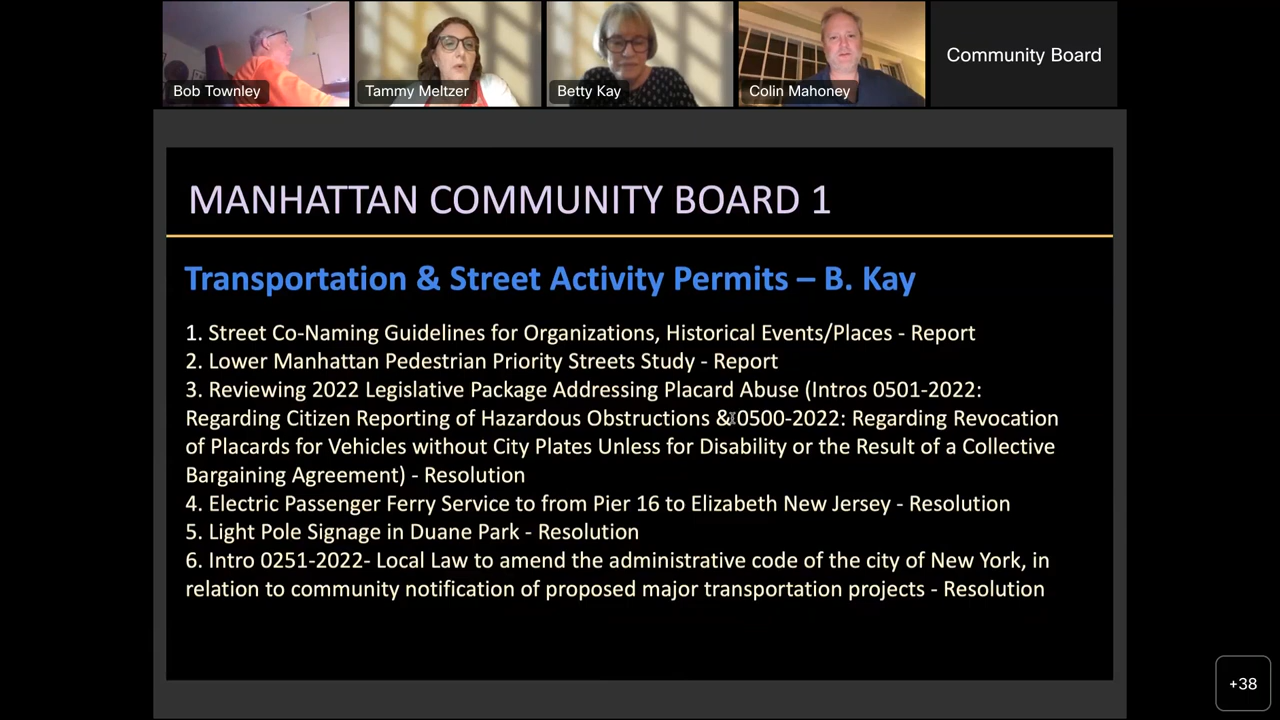 Bob Townley
Tammy Meltzer
Betty Kay
Colin Mahoney
Community Board
MANHATTAN COMMUNITY BOARD 1
Transportation & Street Activity Permits – B. Kay
1. Street Co-Naming Guidelines for Organizations, Historical Events/Places - Report
2. Lower Manhattan Pedestrian Priority Streets Study - Report
3. Reviewing 2022 Legislative Package Addressing Placard Abuse (Intros 0501-2022:
Regarding Citizen Reporting of Hazardous Obstructions & 0500-2022: Regarding Revocation
of Placards for Vehicles without City Plates Unless for Disability or the Result of a Collective
Bargaining Agreement) - Resolution
4. Electric Passenger Ferry Service to from Pier 16 to Elizabeth New Jersey - Resolution
5. Light Pole Signage in Duane Park - Resolution
6. Intro 0251-2022- Local Law to amend the administrative code of the city of New York, in
relation to community notification of proposed major transportation projects - Resolution
+38